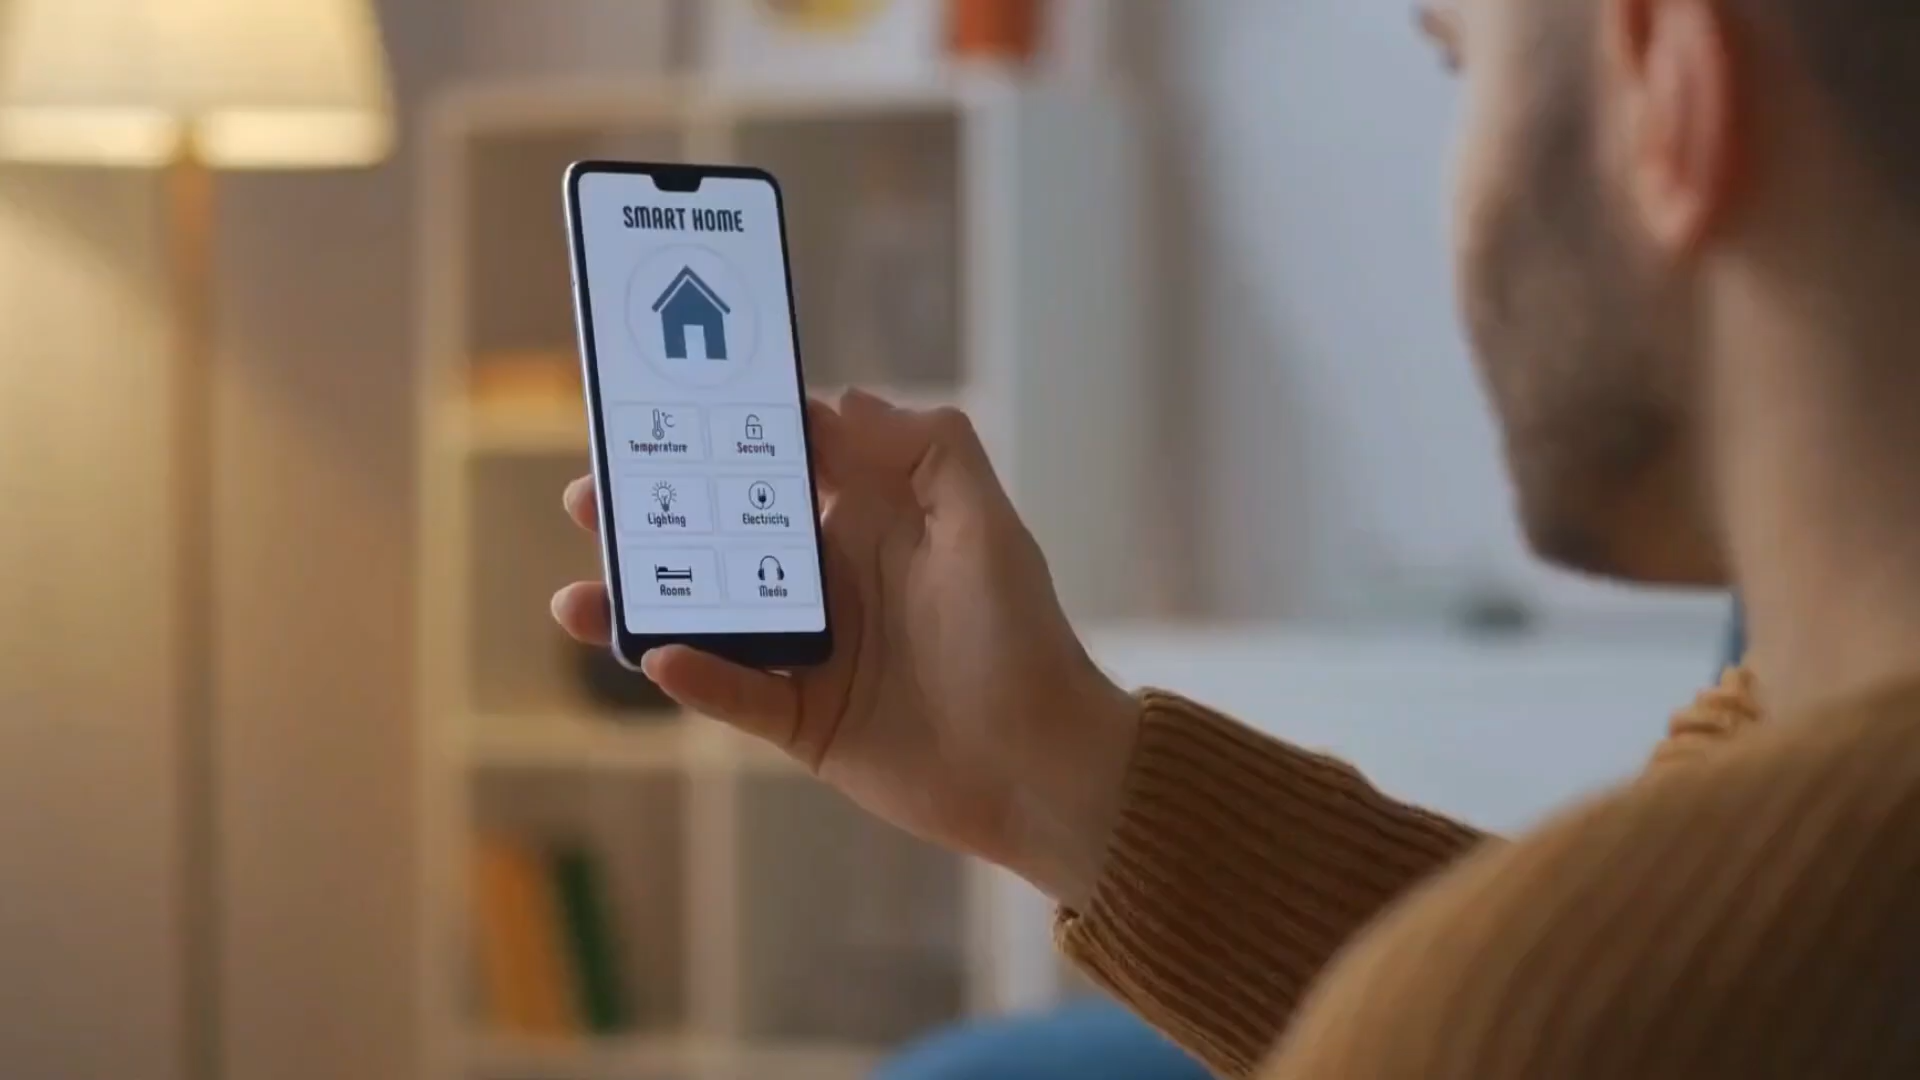 SMART HOME
°C
Temperature
Security
Lighting
Electricity
Rooms
Media